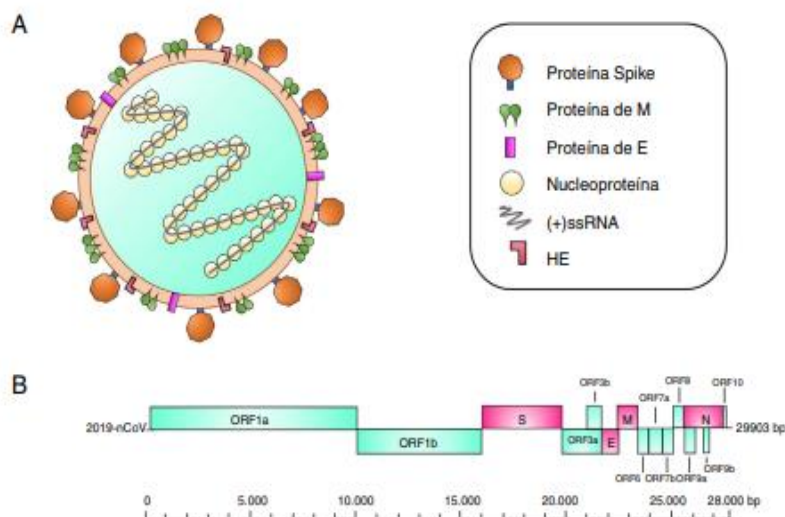 A
Proteína Spike
Proteína de M
Proteína de E
Nucleoproteína
(+)ssRNA
HE
B
ORF3b
ORF7a
ORF8
ORF10
2019-nCoV
ORF1a
S
M
N
29903 bp
ORF1b
ORF3a
E
ORF6
ORF7b
ORF9a
ORF9b
0
5.000
10.000
15.000
20.000
25.000
28.000 bp